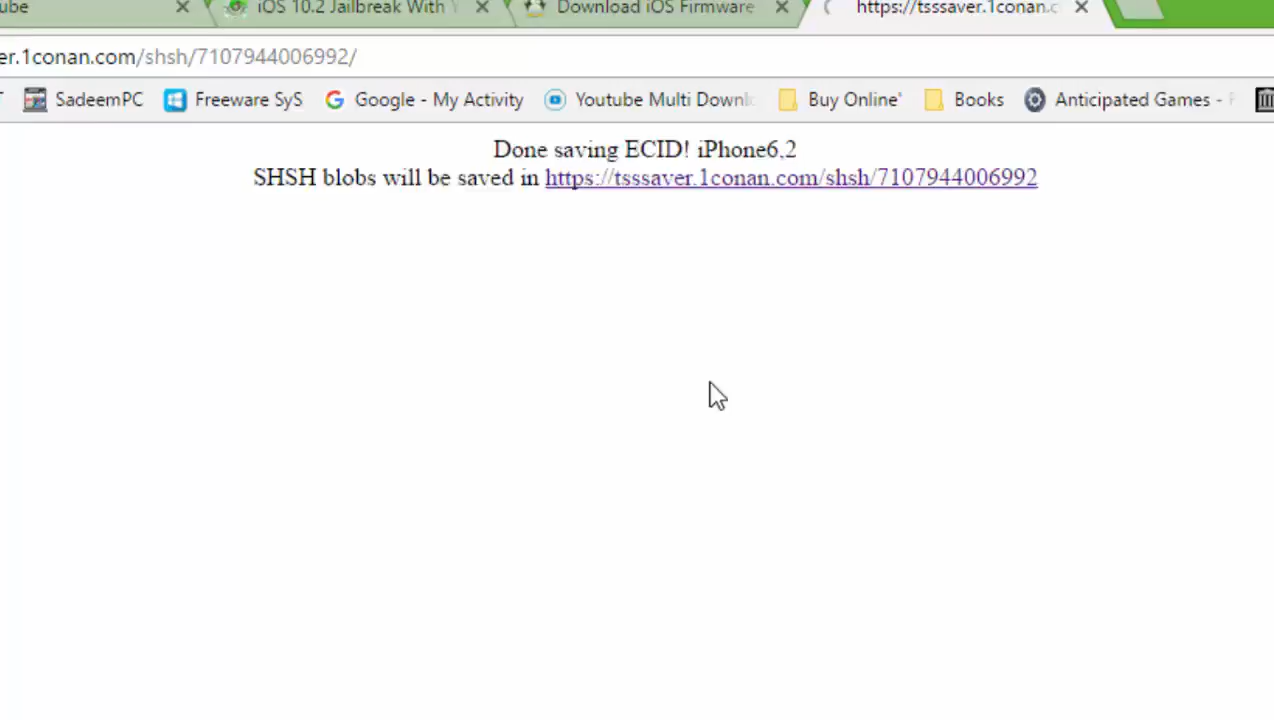 ube
iOS 10.2 Jailbreak With
Download iOS Firmware
https://tsssaver.1conan.c
er.1conan.com/shsh/7107944006992/
SadeemPC
Freeware SyS
Google - My Activity
Youtube Multi Downl
Buy Online'
Books
Anticipated Games -
Done saving ECID! iPhone6,2
SHSH blobs will be saved in https://tsssaver.1conan.com/shsh/7107944006992